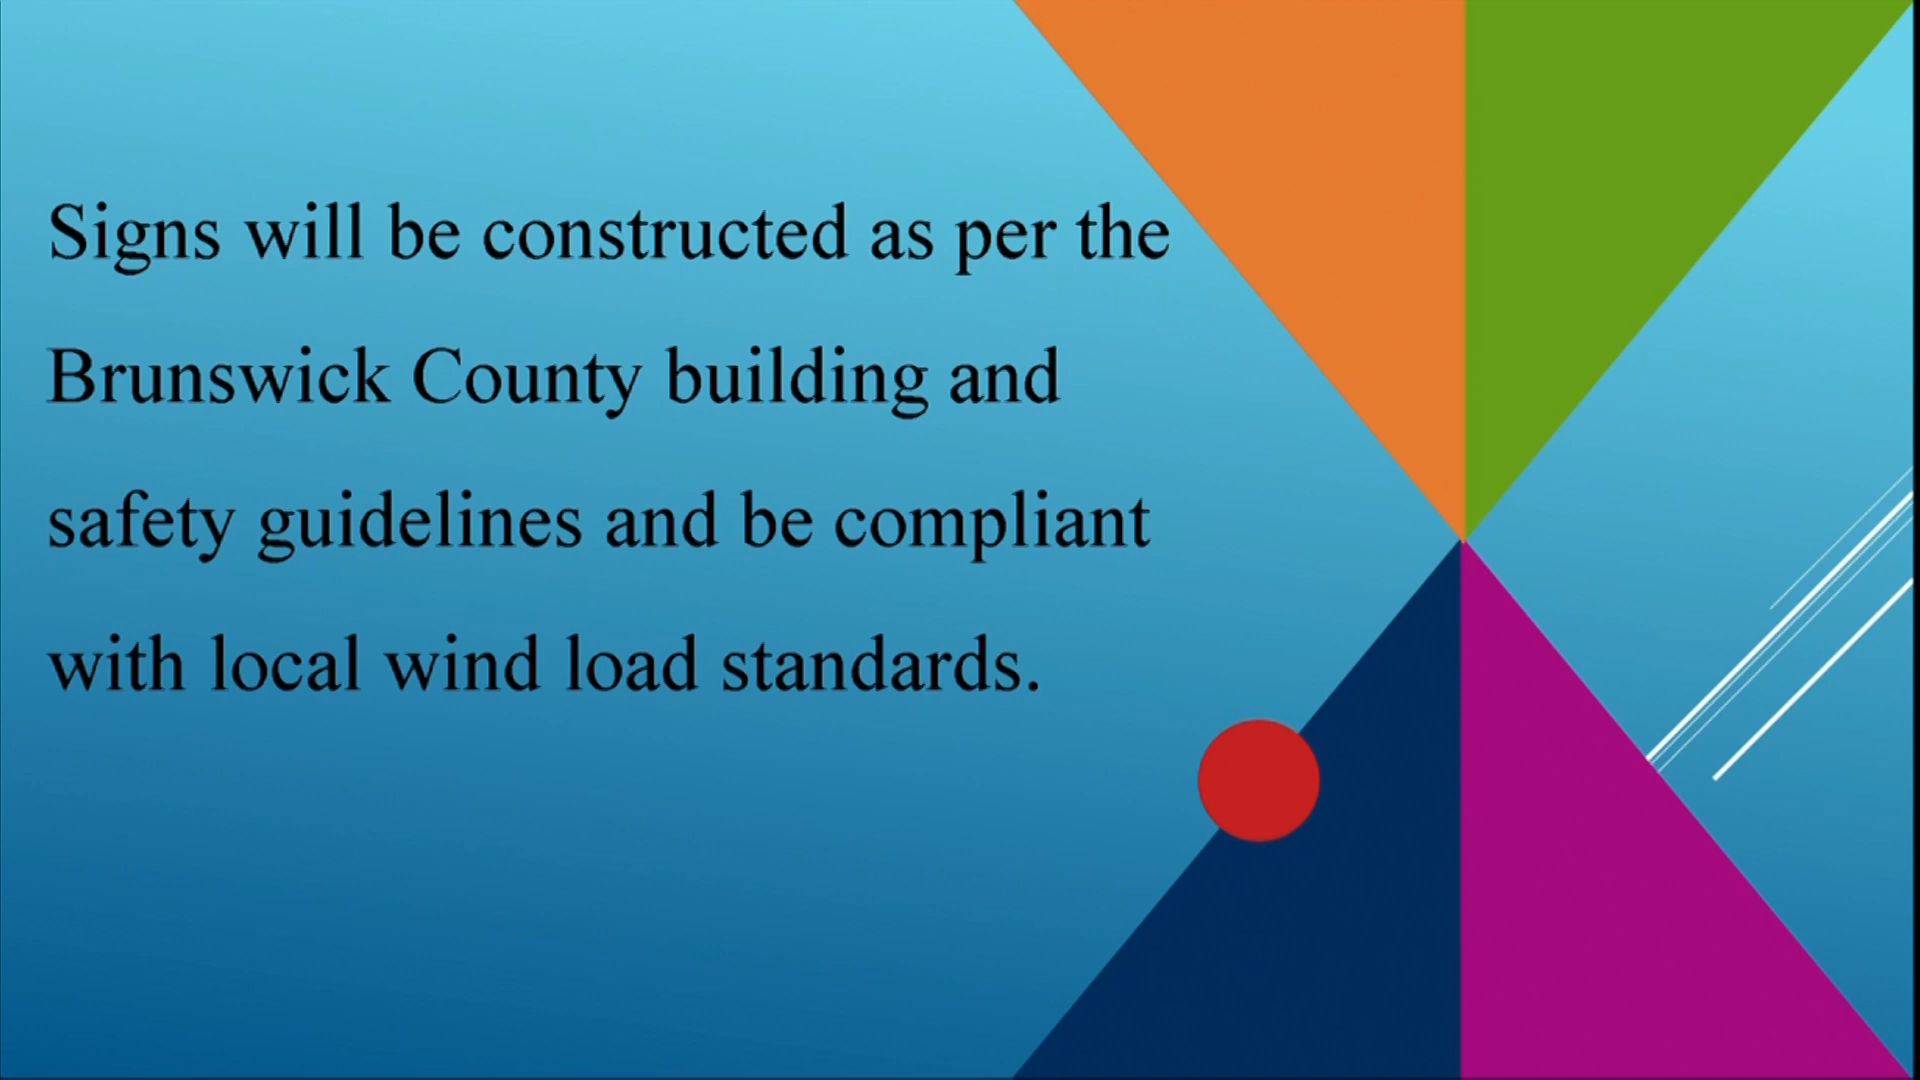 Signs will be constructed as per the
Brunswick County building and
safety guidelines and be compliant
with local wind load standards.